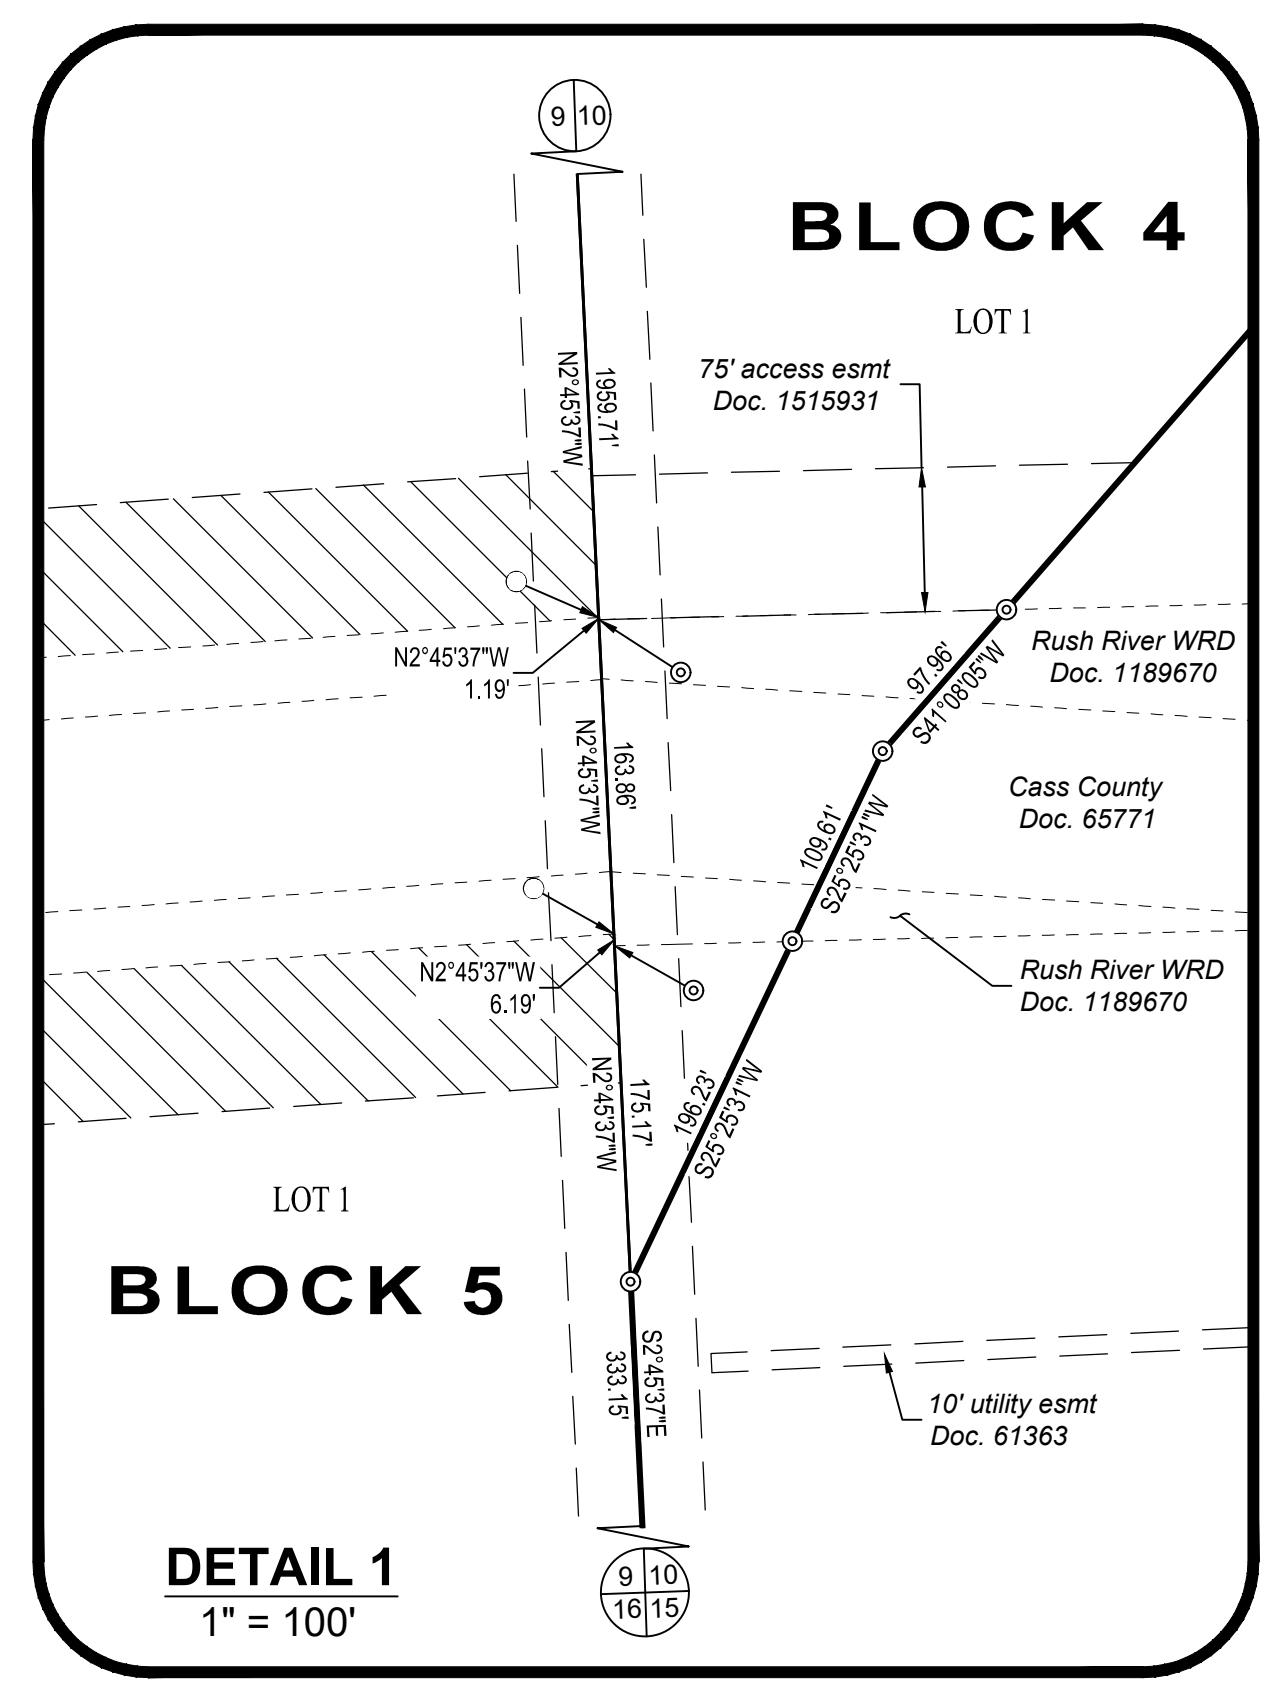 9 10
BLOCK 4
LOT 1
75' access esmt
Doc. 1515931
N2°45'37"W
1959.71'
Rush River WRD
Doc. 1189670
N2°45'37"W
1.19'
97.96'
S41°08'05"W
N2°45'37"W
163.86'
Cass County
Doc. 65771
109.61'
S25°25'31"W
N2°45'37"W
6.19'
Rush River WRD
Doc. 1189670
N2°45'37"W
175.17'
196.23'
S25°25'31"W
LOT 1
BLOCK 5
333.15'
S2°45'37"E
10' utility esmt
Doc. 61363
DETAIL 1
1" = 100'
9 10
16 15